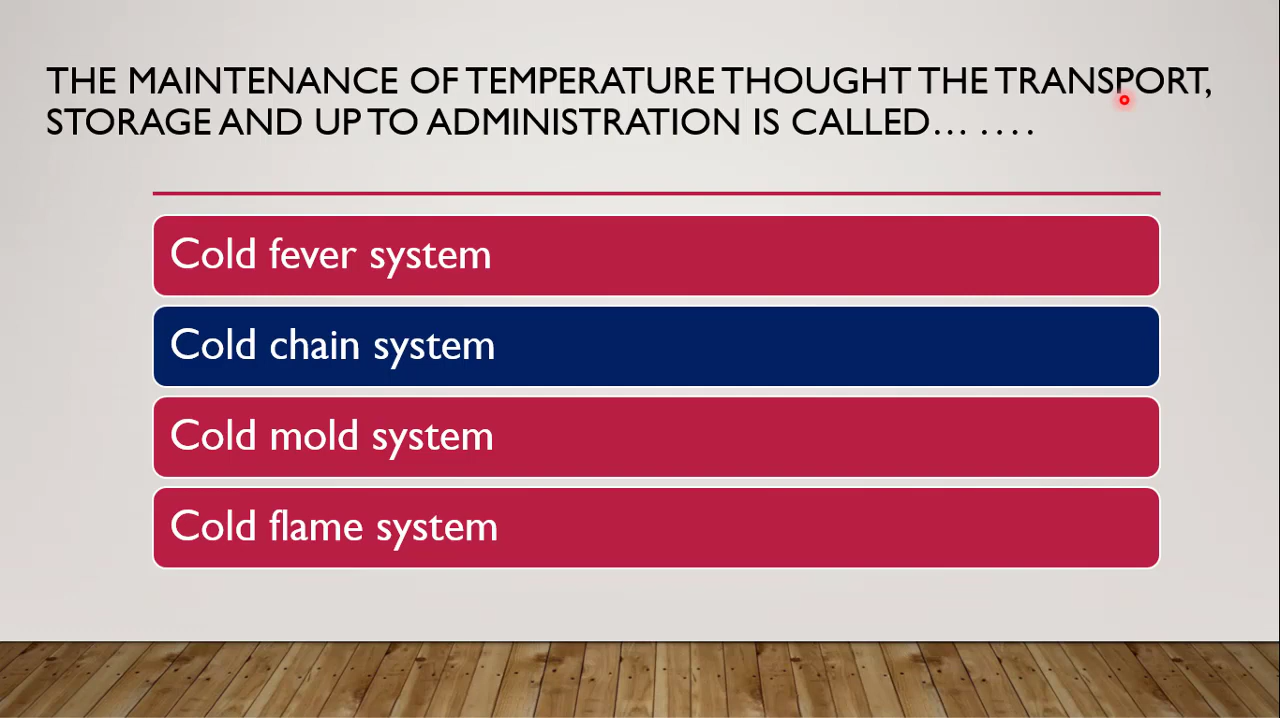 THE MAINTENANCE OF TEMPERATURE THOUGHT THE TRANSPORT,
STORAGE AND UP TO ADMINISTRATION IS CALLED… ….
Cold fever system
Cold chain system
Cold mold system
Cold flame system